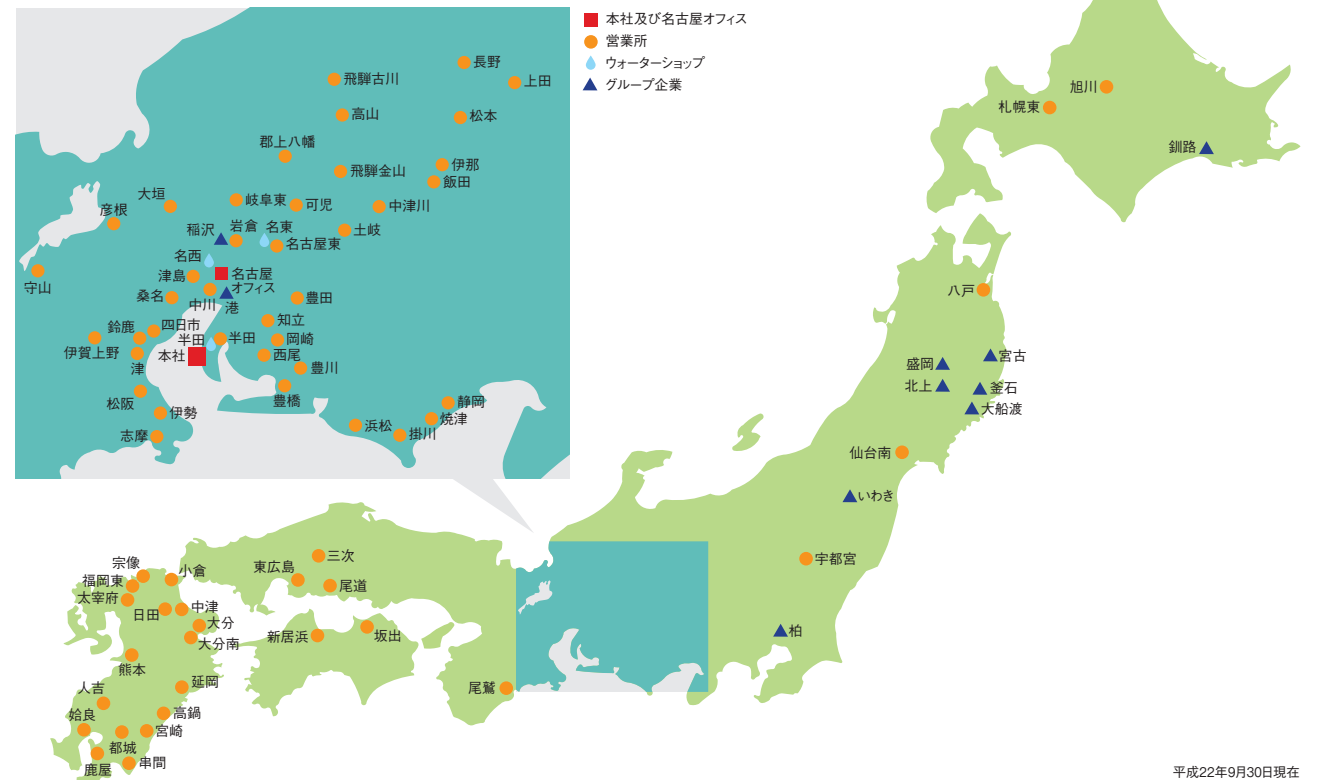 本社及び名古屋オフィス
営業所
ウォーターショップ
グループ企業
長野
上田
飛騨古川
高山
松本
郡上八幡
飛騨金山
伊那
飯田
大垣
彦根
岐阜東
可児
中津川
稲沢
岩倉
名東
土岐
名古屋東
名西
守山
津島
名古屋
オフィス
桑名
中川
港
豊田
鈴鹿
四日市
知立
半田
半田
岡崎
伊賀上野
津
本社
西尾
豊川
豊橋
松阪
伊勢
志摩
静岡
焼津
浜松
掛川
旭川
札幌東
釧路
八戸
宮古
盛岡
北上
釜石
大船渡
仙台南
いわき
宇都宮
柏
宗像
小倉
福岡東
太宰府
日田
中津
大分
大分南
熊本
人吉
延岡
姶良
高鍋
宮崎
都城
鹿屋
串間
三次
東広島
尾道
新居浜
坂出
尾鷲
平成22年9月30日現在